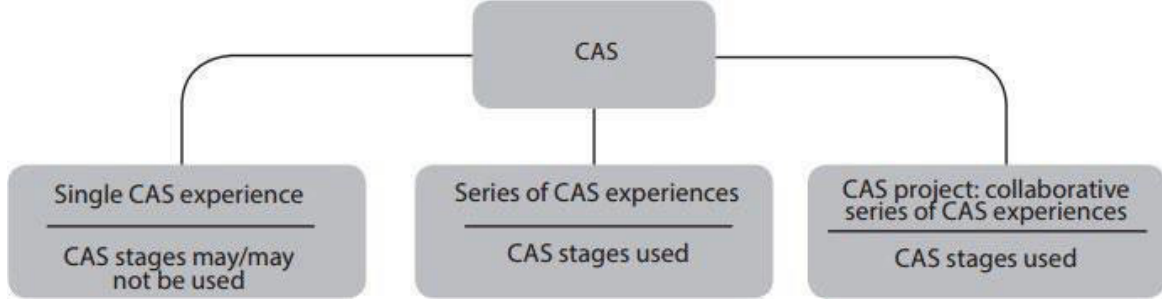 CAS
Single CAS experience
CAS stages may/may
not be used
Series of CAS experiences
CAS stages used
CAS project: collaborative
series of CAS experiences
CAS stages used